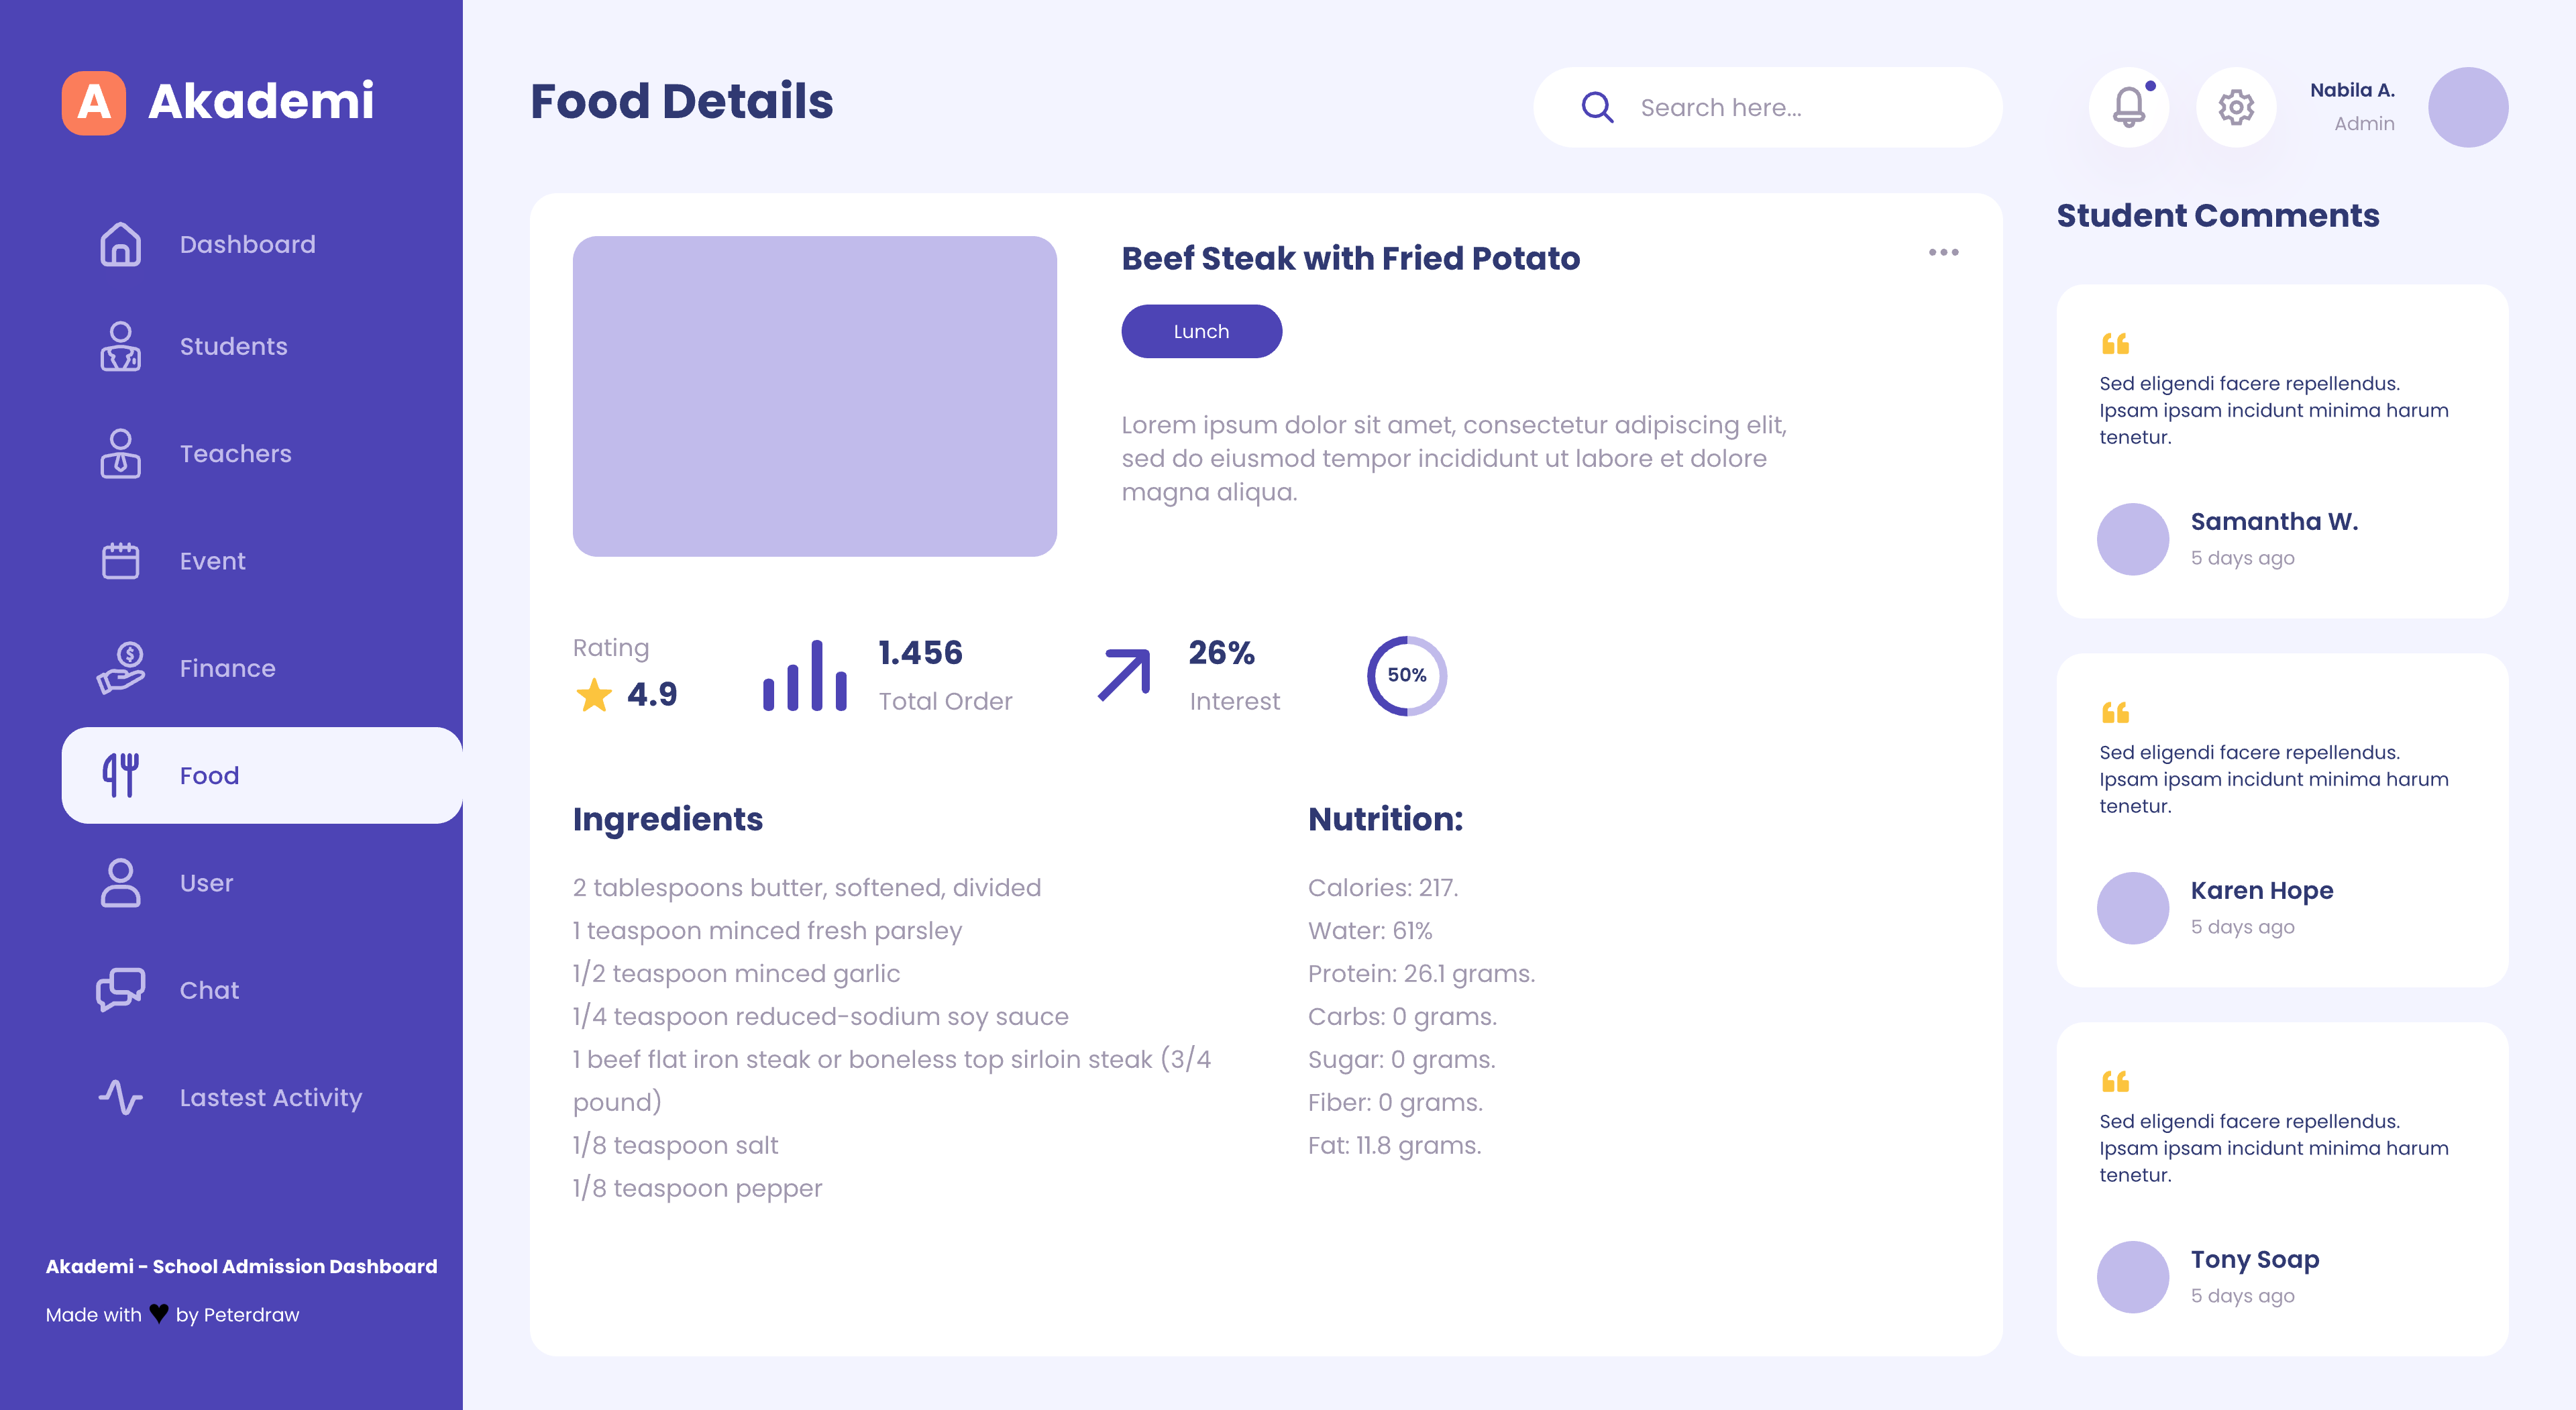 A Akademi
Dashboard
Students
Teachers
Event
Finance
Food
User
Chat
Lastest Activity
Akademi - School Admission Dashboard
Made with ♥ by Peterdraw
Food Details
Search here...
Nabila A.
Admin
Beef Steak with Fried Potato
Lunch
Lorem ipsum dolor sit amet, consectetur adipiscing elit,
sed do eiusmod tempor incididunt ut labore et dolore
magna aliqua.
Rating
4.9
1.456
Total Order
26%
Interest
50%
Ingredients
2 tablespoons butter, softened, divided
1 teaspoon minced fresh parsley
1/2 teaspoon minced garlic
1/4 teaspoon reduced-sodium soy sauce
1 beef flat iron steak or boneless top sirloin steak (3/4
pound)
1/8 teaspoon salt
1/8 teaspoon pepper
Nutrition:
Calories: 217.
Water: 61%
Protein: 26.1 grams.
Carbs: 0 grams.
Sugar: 0 grams.
Fiber: 0 grams.
Fat: 11.8 grams.
Student Comments
Sed eligendi facere repellendus.
Ipsam ipsam incidunt minima harum
tenetur.
Samantha W.
5 days ago
Sed eligendi facere repellendus.
Ipsam ipsam incidunt minima harum
tenetur.
Karen Hope
5 days ago
Sed eligendi facere repellendus.
Ipsam ipsam incidunt minima harum
tenetur.
Tony Soap
5 days ago